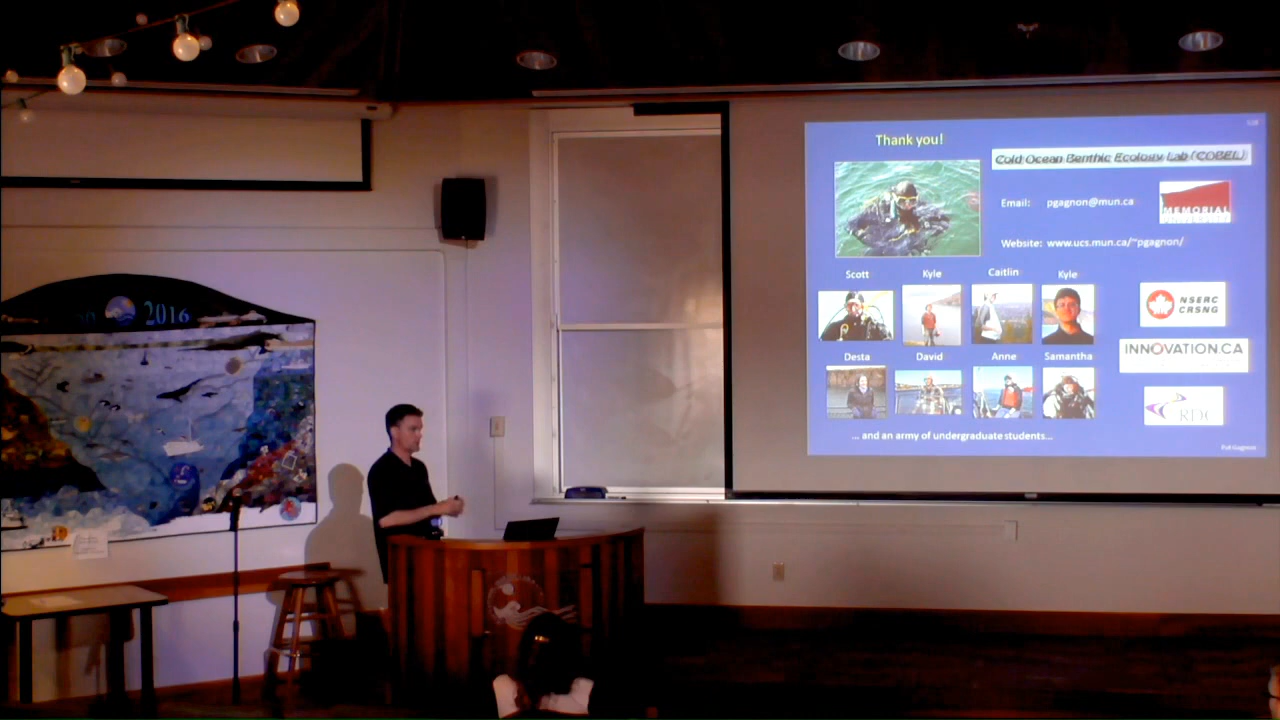 2016
Thank you!
Cold Ocean Benthic Ecology Lab (COBEL)
Email: pgagnon@mun.ca
MEMORIAL
Website: www.ucs.mun.ca/~pgagnon/
Scott Kyle Caitlin Kyle
NSERC
CRSNG
INNOVATION.CA
Desta David Anne Samantha
RDC
... and an army of undergraduate students...
Pat Gagnon